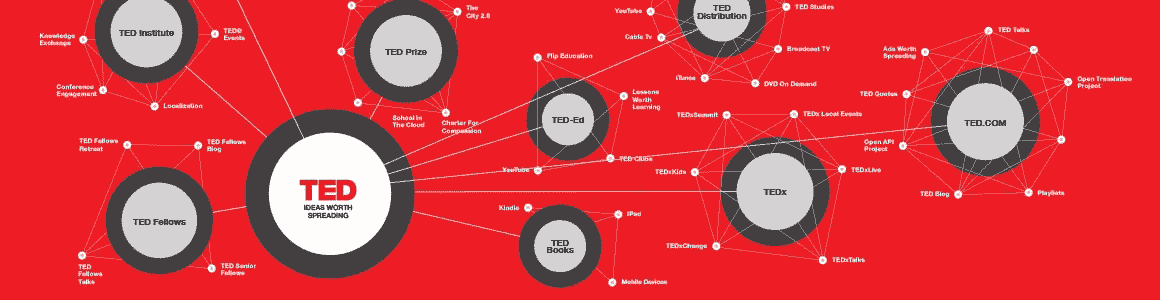 TED Institute
Knowledge
Exchange
TED@
Events
Conference
Engagement
Localization
TED Prize
The
City 2.0
School In
The Cloud
Charter For
Compassion
TED
Distribution
YouTube
TED Studies
Cable Tv
Broadcast TV
iTunes
DVD On Demand
TED-Ed
Flip Education
Lessons
Worth
Learning
TED Clubs
YouTube
TED.COM
TED Talks
Ads Worth
Spreading
Open Translation
Project
TED Quotes
Open API
Project
TED Blog
Playlists
TEDx
TEDxSummit
TEDx Local Events
TEDxKids
TEDxLive
TEDxChange
TEDxTalks
TED
IDEAS WORTH
SPREADING
TED Fellows
TED Fellows
Retreat
TED Fellows
Blog
TED
Fellows
Talks
TED Senior
Fellows
TED
Books
Kindle
iPad
Mobile Devices